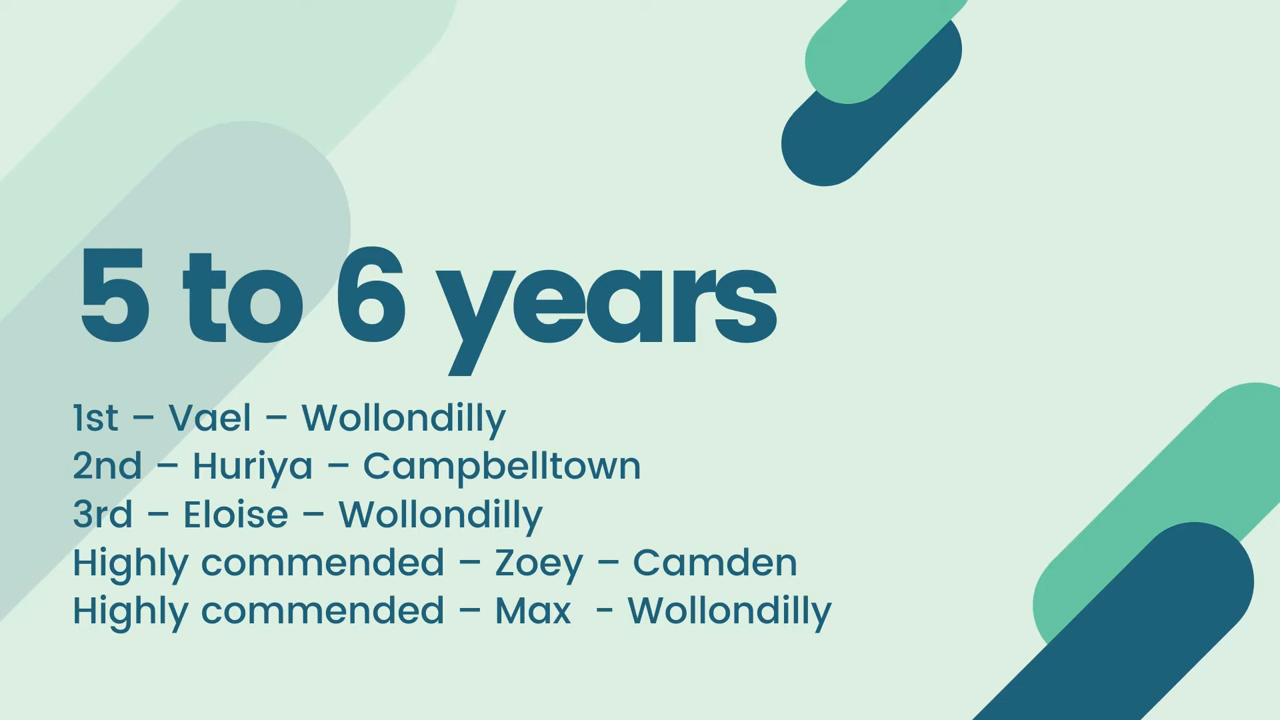 5 to 6 years
1st – Vael – Wollondilly
2nd – Huriya – Campbelltown
3rd – Eloise – Wollondilly
Highly commended – Zoey – Camden
Highly commended – Max  - Wollondilly